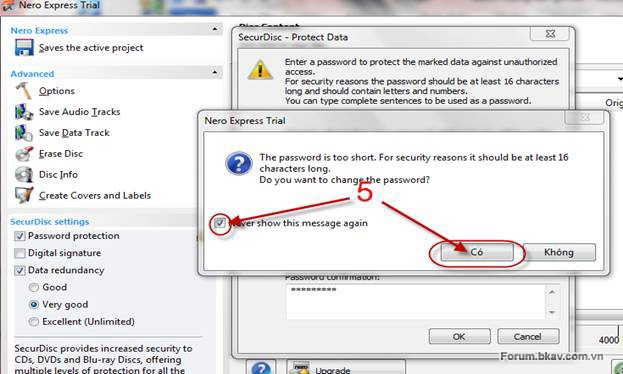 Nero Express Trial
Nero Express
Saves the active project
Advanced
Options
Save Audio Tracks
Save Data Track
Erase Disc
Disc Info
Create Covers and Labels
SecurDisc settings
Password protection
Digital signature
Data redundancy
Good
Very good
Excellent (Unlimited)
SecurDisc provides increased security to
CDs, DVDs and Blu-ray Discs, offering
multiple levels of protection for all the
Disc Content
SecurDisc - Protect Data
Enter a password to protect the marked data against unauthorized
access.
For security reasons the password should be at least 16 characters
long and should contain letters and numbers.
You can type complete sentences to be used as a password.
Nero Express Trial
The password is too short. For security reasons it should be at least 16
characters long.
Do you want to change the password?
5
never show this message again
Có
Không
Password confirmation:
*********
OK
Cancel
Orig
4000
Upgrade
Forum.bkav.com.vn